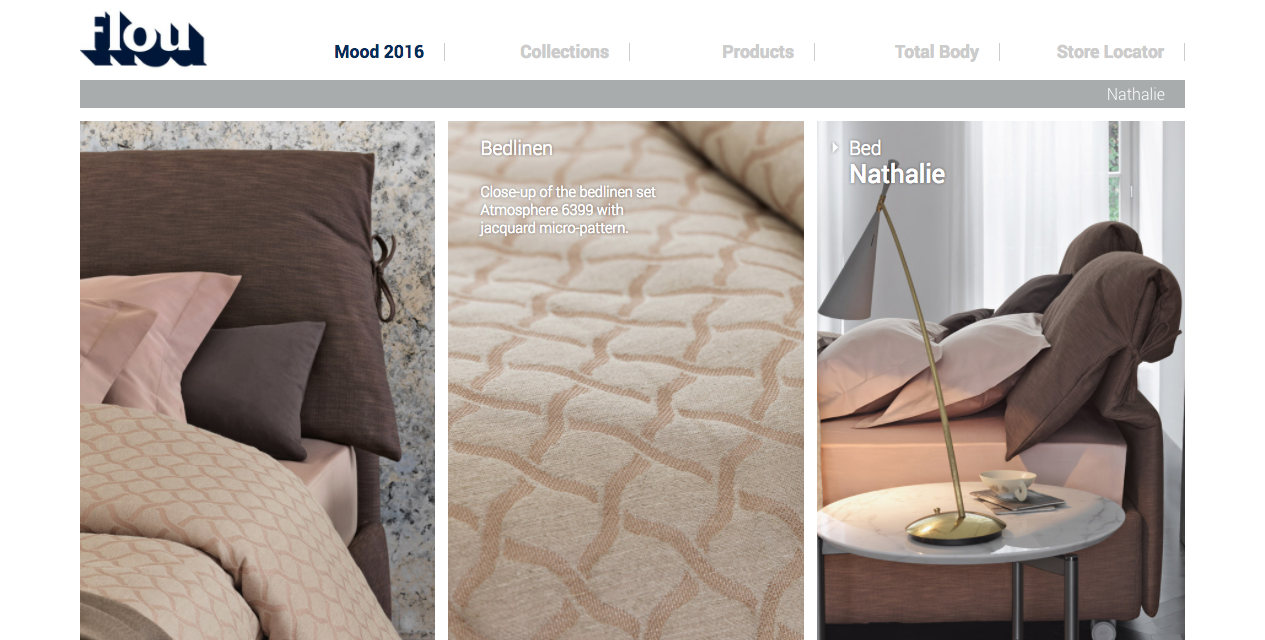 flou
Mood 2016
Collections
Products
Total Body
Store Locator
Nathalie
Bedlinen
Close-up of the bedlinen set
Atmosphere 6399 with
jacquard micro-pattern.
Bed
Nathalie